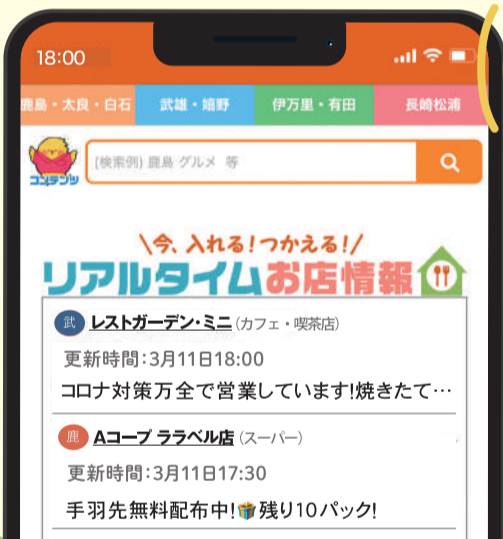 18:00
鹿島・太良・白石 武雄・嬉野 伊万里・有田 長崎松浦
コンテンツ
(検索例) 鹿島 グルメ 等
\今、入れる!つかえる!/
リアルタイムお店情報
武 レストガーデン・ミニ (カフェ・喫茶店)
更新時間:3月11日18:00
コロナ対策万全で営業しています!焼きたて…
鹿 Aコープ ララベル店 (スーパー)
更新時間:3月11日17:30
手羽先無料配布中!🎁残り10パック!